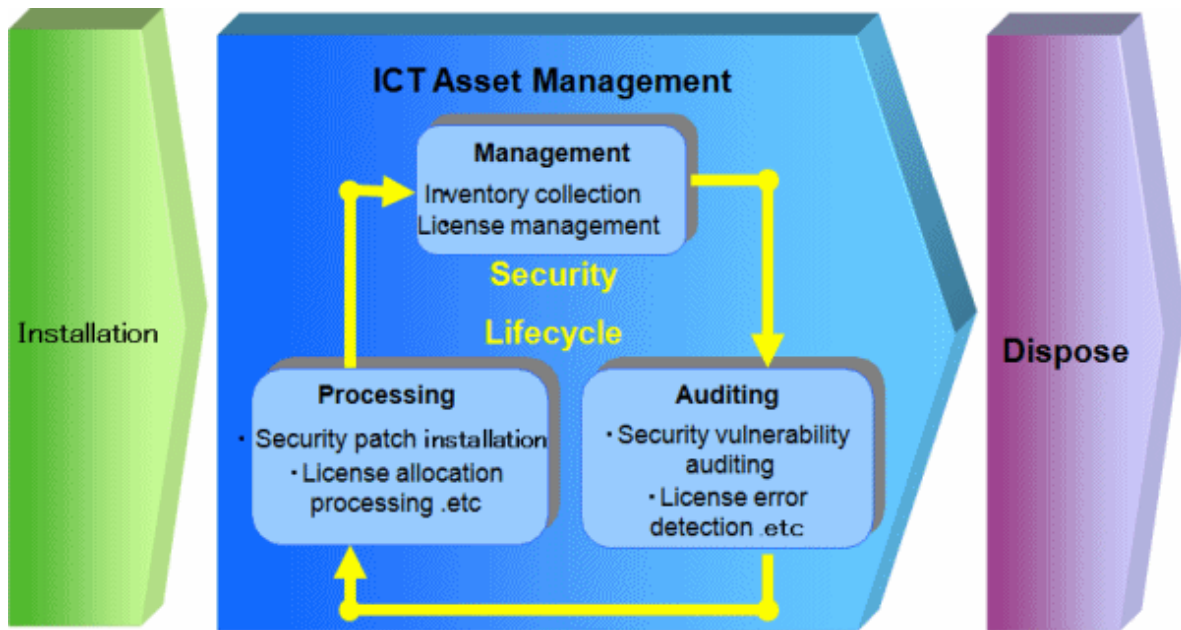 Installation
ICT Asset Management
Management
・Inventory collection
・License management
Security
Lifecycle
Processing
・Security patch installation
・License allocation
processing .etc
Auditing
・Security vulnerability
auditing
・License error
detection .etc
Dispose